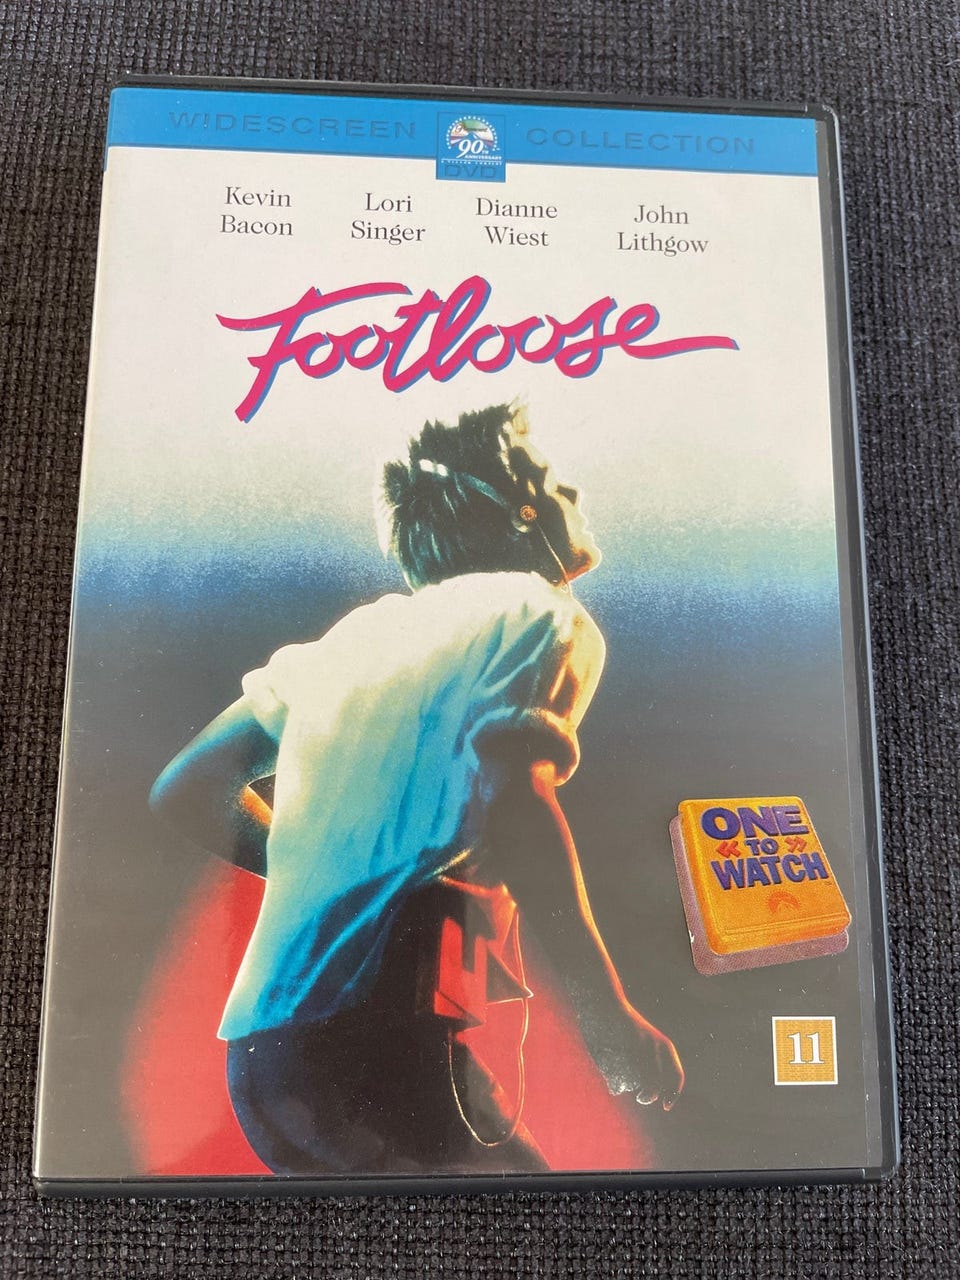 WIDESCREEN COLLECTION
90TH
ANNIVERSARY
DVD
Kevin Bacon
Lori Singer
Dianne Wiest
John Lithgow
Footloose
ONE
TO
WATCH
11